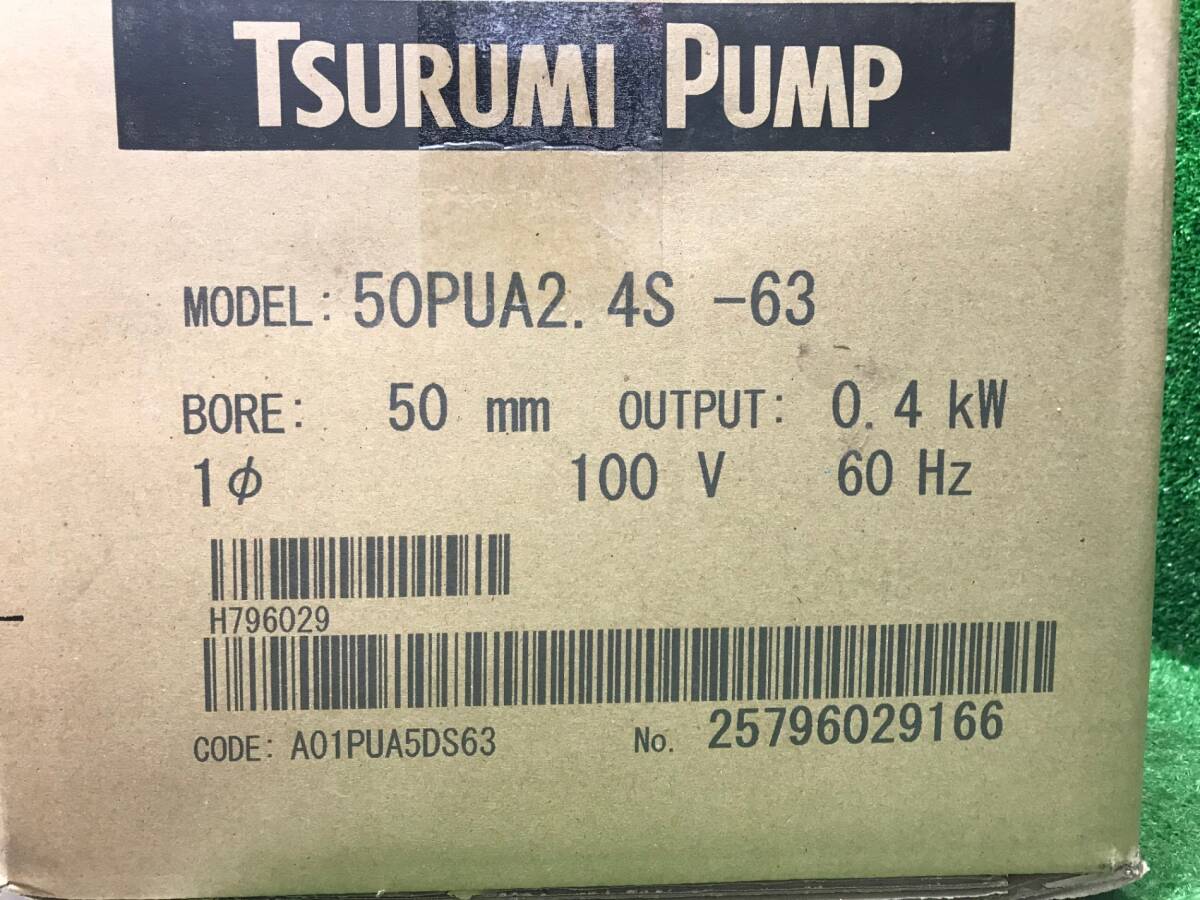 TSURUMI PUMP
MODEL: 50PUA2.4S -63
BORE: 50 mm OUTPUT: 0.4 kW
1φ 100 V 60 Hz
H796029
CODE: A01PUA5DS63 No. 25796029166